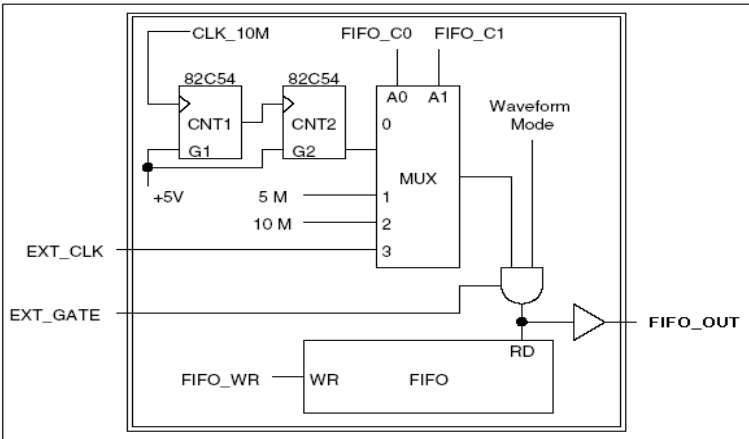 CLK_10M
FIFO_C0
FIFO_C1
82C54
82C54
A0
A1
Waveform
Mode
CNT1
CNT2
0
G1
G2
MUX
+5V
5 M
1
10 M
2
EXT_CLK
3
EXT_GATE
FIFO_OUT
RD
FIFO_WR
WR
FIFO